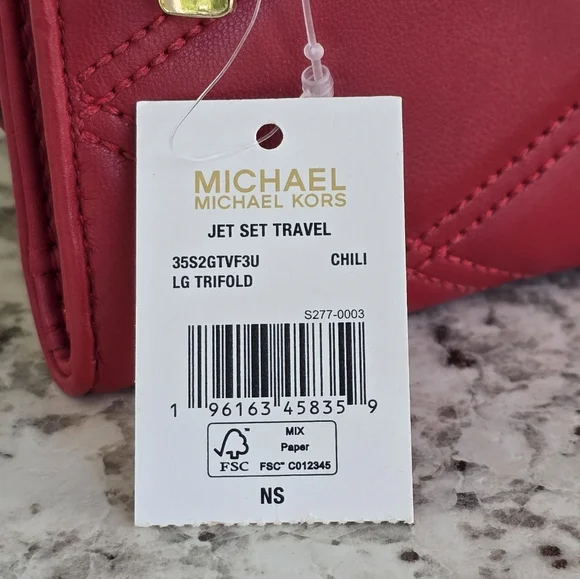 MICHAEL
MICHAEL KORS
JET SET TRAVEL
35S2GTVF3U CHILI
LG TRIFOLD
S277-0003
1 96163 45835 9
FSC
MIX
Paper
FSC™ C012345
NS